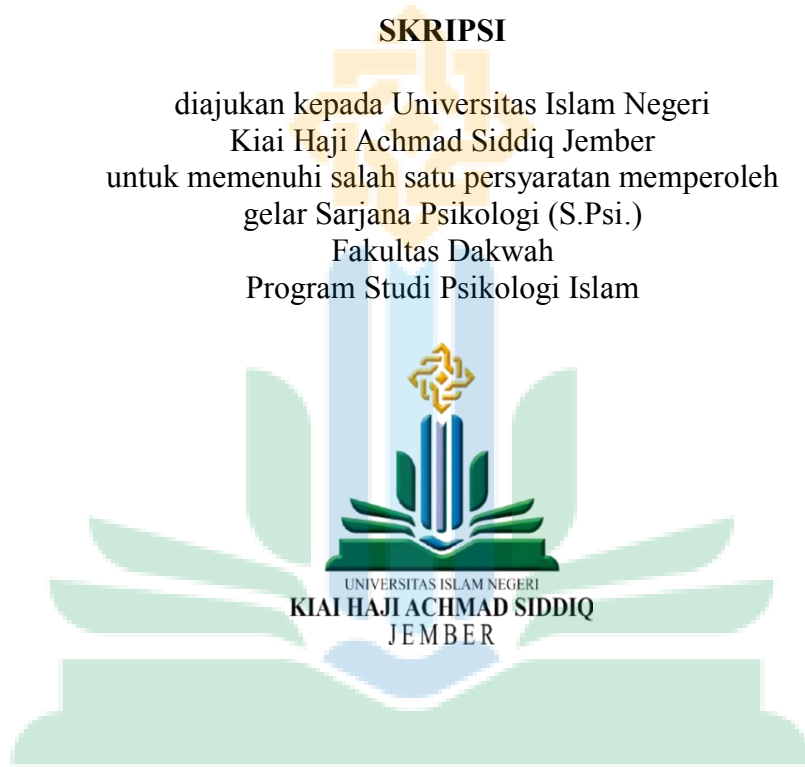 SKRIPSI
diajukan kepada Universitas Islam Negeri
Kiai Haji Achmad Siddiq Jember
untuk memenuhi salah satu persyaratan memperoleh
gelar Sarjana Psikologi (S.Psi.)
Fakultas Dakwah
Program Studi Psikologi Islam
UNIVERSITAS ISLAM NEGERI
KIAI HAJI ACHMAD SIDDIQ
JEMBER